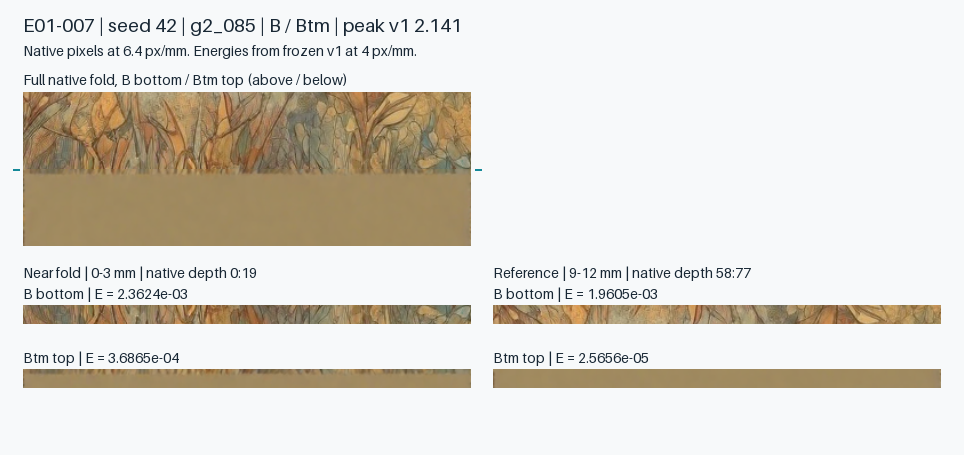 E01-007 | seed 42 | g2_085 | B / Btm | peak v1 2.141
Native pixels at 6.4 px/mm. Energies from frozen v1 at 4 px/mm.
Full native fold, B bottom / Btm top (above / below)
Near fold | 0-3 mm | native depth 0:19
B bottom | E = 2.3624e-03
Reference | 9-12 mm | native depth 58:77
B bottom | E = 1.9605e-03
Btm top | E = 3.6865e-04
Btm top | E = 2.5656e-05